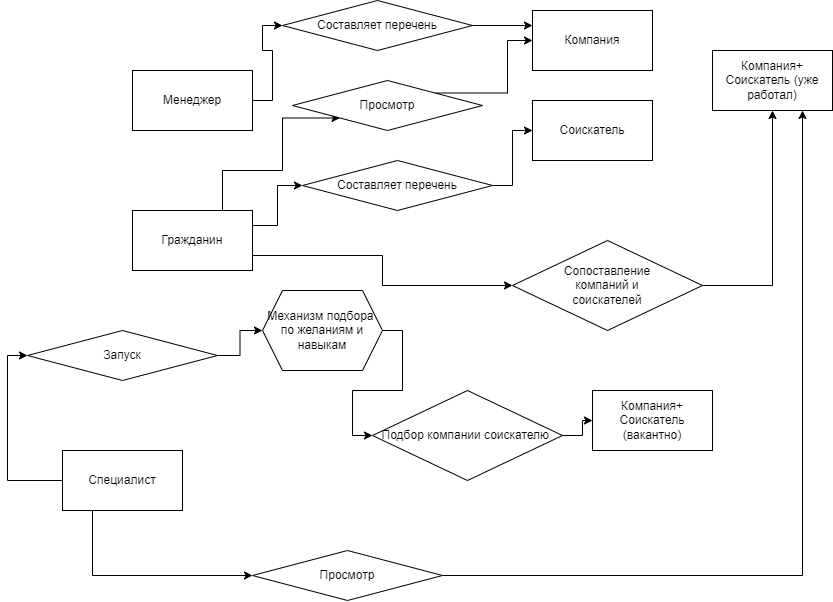 Составляет перечень
Компания
Менеджер
Просмотр
Компания+
Соискатель (уже
работал)
Соискатель
Составляет перечень
Гражданин
Сопоставление
компаний и
соискателей
Механизм подбора
по желаниям и
навыкам
Запуск
Подбор компании соискателю
Компания+
Соискатель
(вакантно)
Специалист
Просмотр